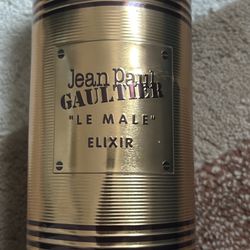 Jean Paul
GAULTIER
"LE MALE"
ELIXIR